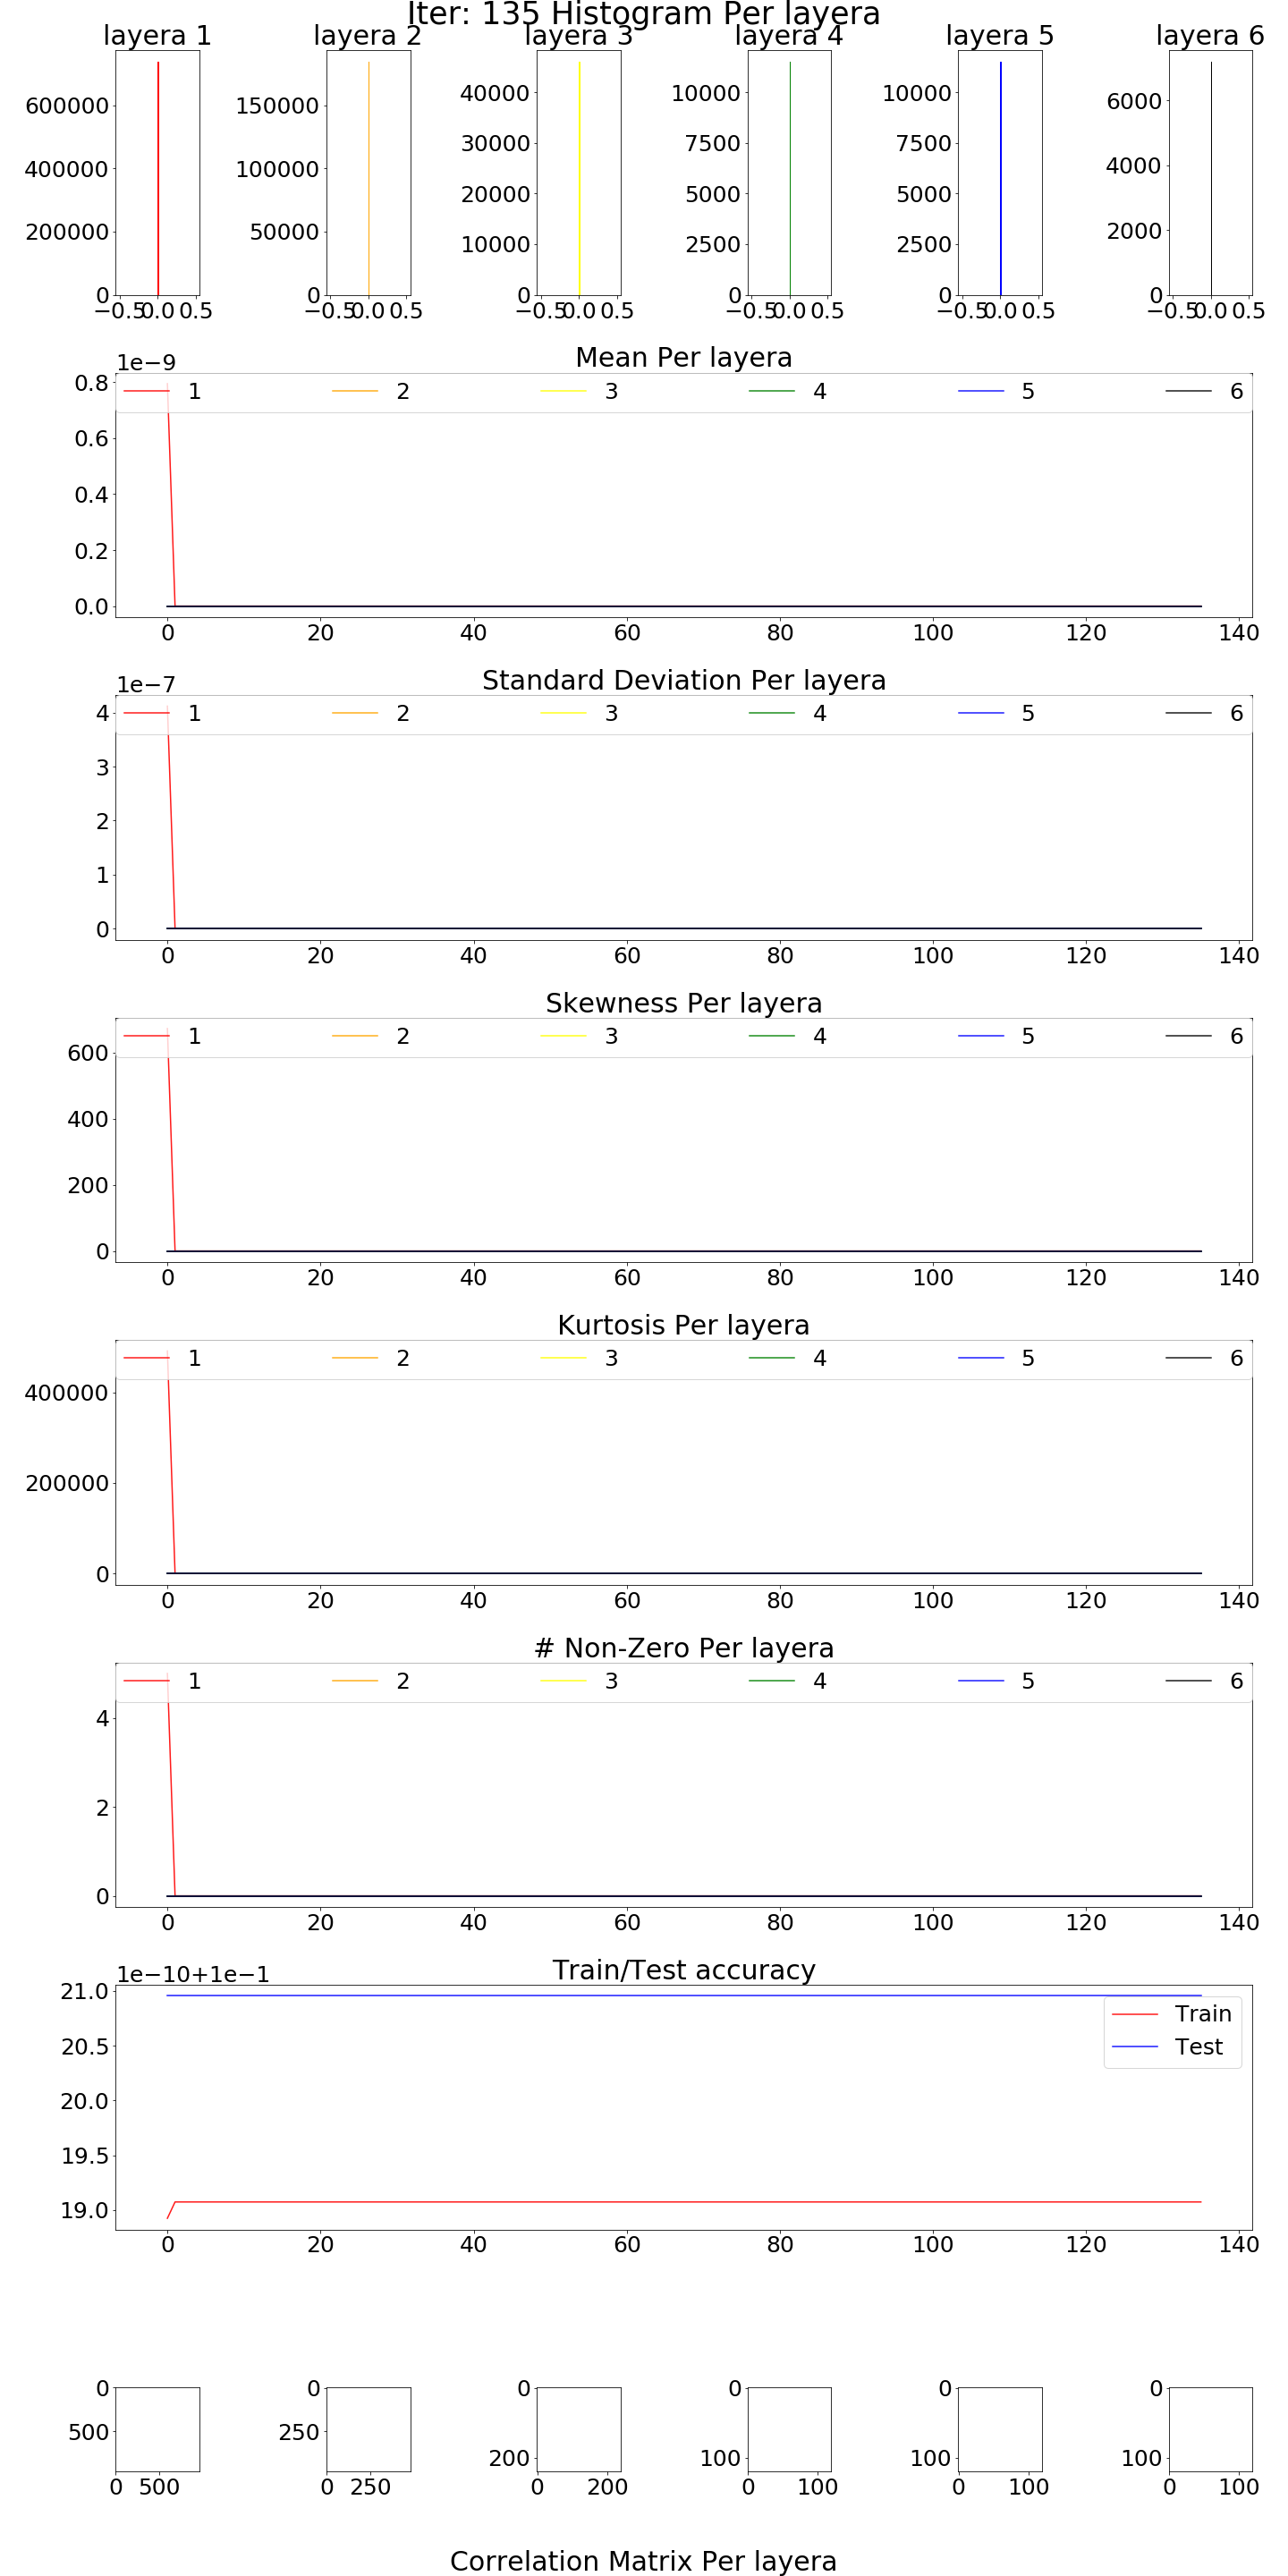 Iter: 135 Histogram Per layera
layera 1 layera 2 layera 3 layera 4 layera 5 layera 6
600000
400000
200000
0
−0.5 0.0 0.5
150000
100000
50000
0
−0.5 0.0 0.5
40000
30000
20000
10000
0
−0.5 0.0 0.5
10000
7500
5000
2500
0
−0.5 0.0 0.5
10000
7500
5000
2500
0
−0.5 0.0 0.5
6000
4000
2000
0
−0.5 0.0 0.5
Mean Per layera
1e−9
1 2 3 4 5 6
0.8
0.6
0.4
0.2
0.0
0 20 40 60 80 100 120 140
Standard Deviation Per layera
1e−7
1 2 3 4 5 6
4
3
2
1
0
0 20 40 60 80 100 120 140
Skewness Per layera
1 2 3 4 5 6
600
400
200
0
0 20 40 60 80 100 120 140
Kurtosis Per layera
1 2 3 4 5 6
400000
200000
0
0 20 40 60 80 100 120 140
# Non-Zero Per layera
1 2 3 4 5 6
4
2
0
0 20 40 60 80 100 120 140
Train/Test accuracy
1e−10+1e−1
Train
Test
21.0
20.5
20.0
19.5
19.0
0 20 40 60 80 100 120 140
0
500
0 500
0
250
0 250
0
200
0 200
0
100
0 100
0
100
0 100
0
100
0 100
Correlation Matrix Per layera